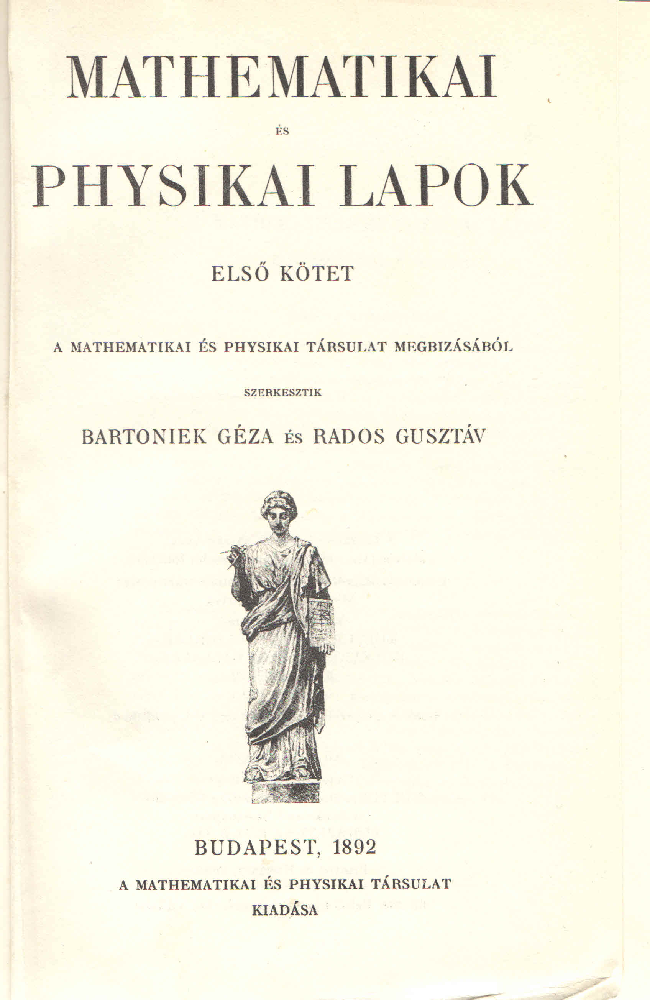 MATHEMATIKAI
ÉS
PHYSIKAI LAPOK
ELSŐ KÖTET
A MATHEMATIKAI ÉS PHYSIKAI TÁRSULAT MEGBIZÁSÁBÓL
SZERKESZTIK
BARTONIEK GÉZA ÉS RADOS GUSZTÁV
BUDAPEST, 1892
A MATHEMATIKAI ÉS PHYSIKAI TÁRSULAT
KIADÁSA